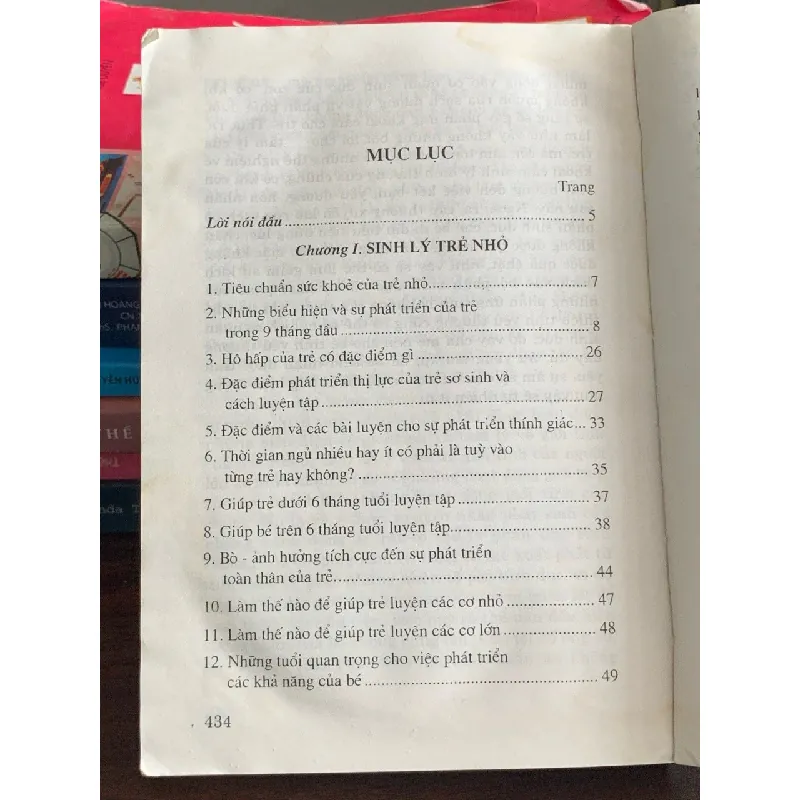 MỤC LỤC
Trang
Lời nói đầu ........ 5
Chương I. SINH LÝ TRẺ NHỎ
1. Tiêu chuẩn sức khoẻ của trẻ nhỏ........ 7
2. Những biểu hiện và sự phát triển của trẻ
trong 9 tháng đầu........ 8
3. Hô hấp của trẻ có đặc điểm gì ........ 26
4. Đặc điểm phát triển thị lực của trẻ sơ sinh và
cách luyện tập ........ 27
5. Đặc điểm và các bài luyện cho sự phát triển thính giác... 33
6. Thời gian ngủ nhiều hay ít có phải là tuỳ vào
từng trẻ hay không? ........ 35
7. Giúp trẻ dưới 6 tháng tuổi luyện tập ........ 37
8. Giúp bé trên 6 tháng tuổi luyện tập........ 38
9. Bò - ảnh hưởng tích cực đến sự phát triển
toàn thân của trẻ........ 44
10. Làm thế nào để giúp trẻ luyện các cơ nhỏ ........ 47
11. Làm thế nào để giúp trẻ luyện các cơ lớn ........ 48
12. Những tuổi quan trọng cho việc phát triển
các khả năng của bé ........ 49
434
HOANG
CN.